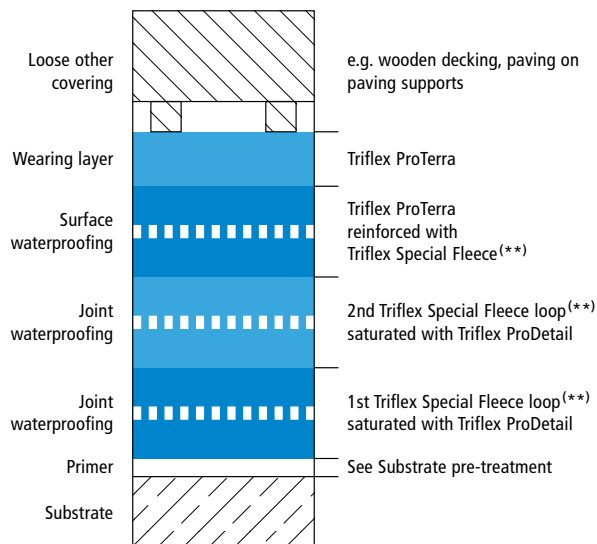 Loose other
covering
e.g. wooden decking, paving on
paving supports
Wearing layer
Triflex ProTerra
Surface
waterproofing
Triflex ProTerra
reinforced with
Triflex Special Fleece(**)
Joint
waterproofing
2nd Triflex Special Fleece loop(**)
saturated with Triflex ProDetail
Joint
waterproofing
1st Triflex Special Fleece loop(**)
saturated with Triflex ProDetail
Primer
See Substrate pre-treatment
Substrate